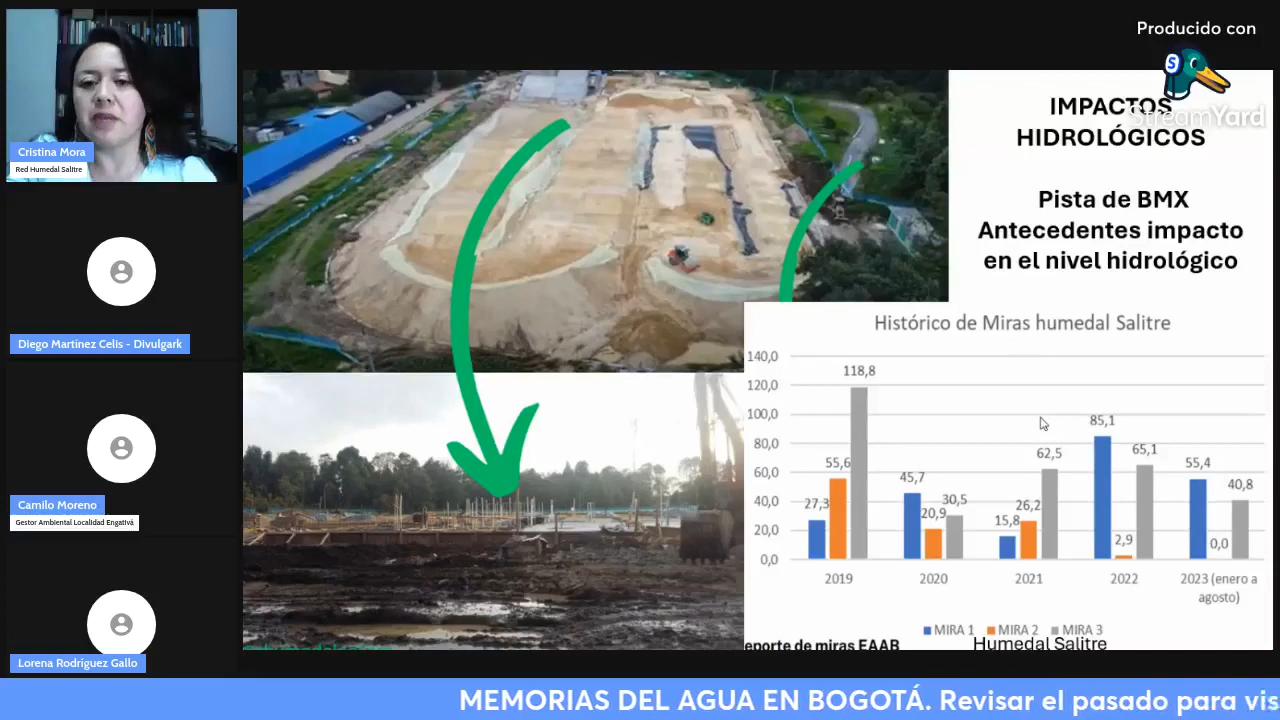 Producido con
StreamYard
Cristina Mora
Red Humedal Salitre
Diego Martínez Celis - Divulgark
Camilo Moreno
Gestor Ambiental Localidad Engativá
Lorena Rodríguez Gallo
IMPACTOS
HIDROLÓGICOS
Pista de BMX
Antecedentes impacto
en el nivel hidrológico
Histórico de Miras humedal Salitre
140,0
120,0
100,0
80,0
60,0
40,0
20,0
0,0
27,3
55,6
118,8
45,7
20,9
30,5
15,8
26,2
62,5
85,1
2,9
65,1
55,4
0,0
40,8
2019
2020
2021
2022
2023 (enero a
agosto)
MIRA 1 MIRA 2 MIRA 3
eporte de miras EAAB
Humedal Salitre
MEMORIAS DEL AGUA EN BOGOTÁ. Revisar el pasado para vis